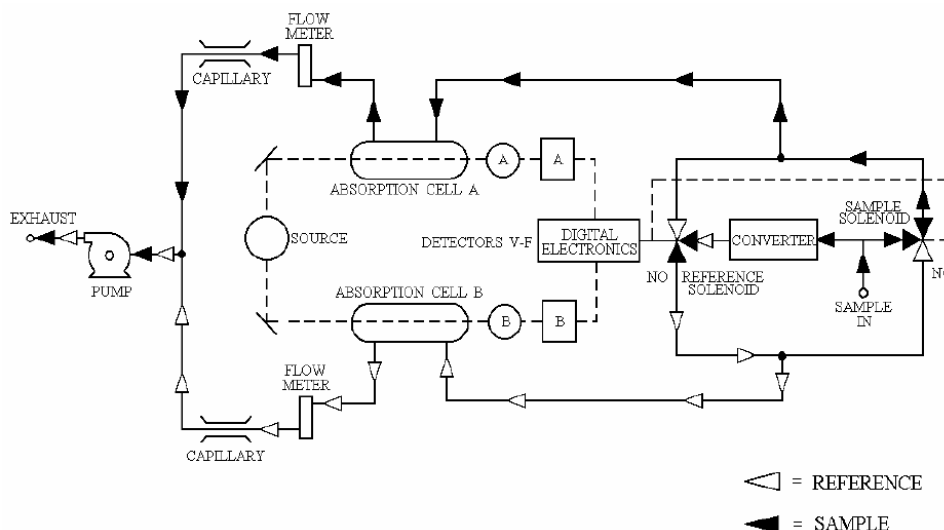 FLOW
METER
CAPILLARY
A
A
ABSORPTION CELL A
EXHAUST
SOURCE
DETECTORS V-F
DIGITAL
ELECTRONICS
CONVERTER
SAMPLE
SOLENOID
PUMP
NO
REFERENCE
SOLENOID
SAMPLE
IN
NO
ABSORPTION CELL B
B
B
FLOW
METER
CAPILLARY
= REFERENCE
= SAMPLE